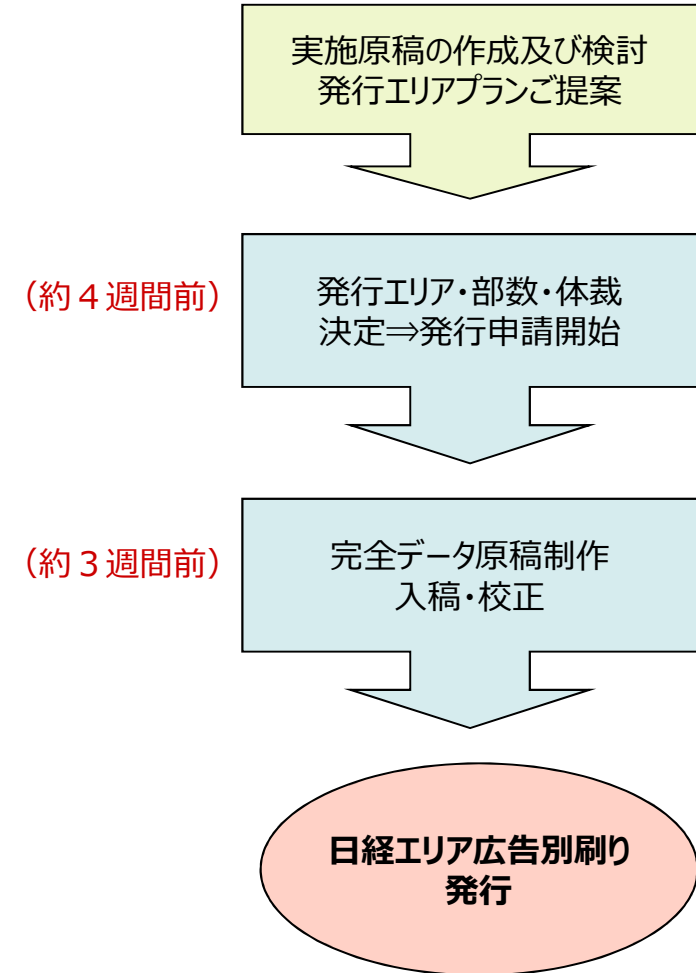 実施原稿の作成及び検討
発行エリアプランご提案
（約４週間前）
発行エリア・部数・体裁
決定⇒発行申請開始
（約３週間前）
完全データ原稿制作
入稿・校正
日経エリア広告別刷り
発行